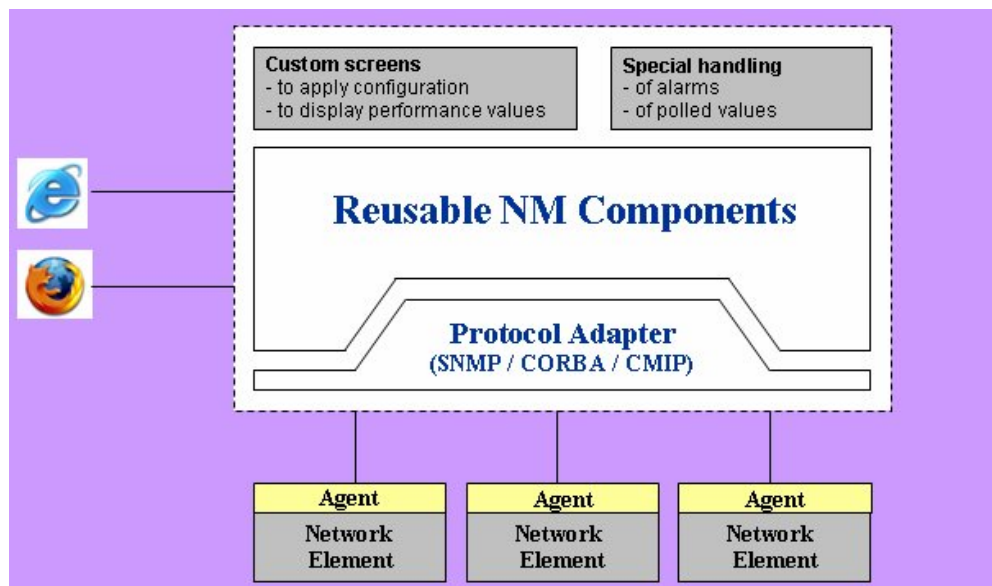 Custom screens
- to apply configuration
- to display performance values
Special handling
- of alarms
- of polled values
Reusable NM Components
Protocol Adapter
(SNMP / CORBA / CMIP)
Agent
Network
Element
Agent
Network
Element
Agent
Network
Element